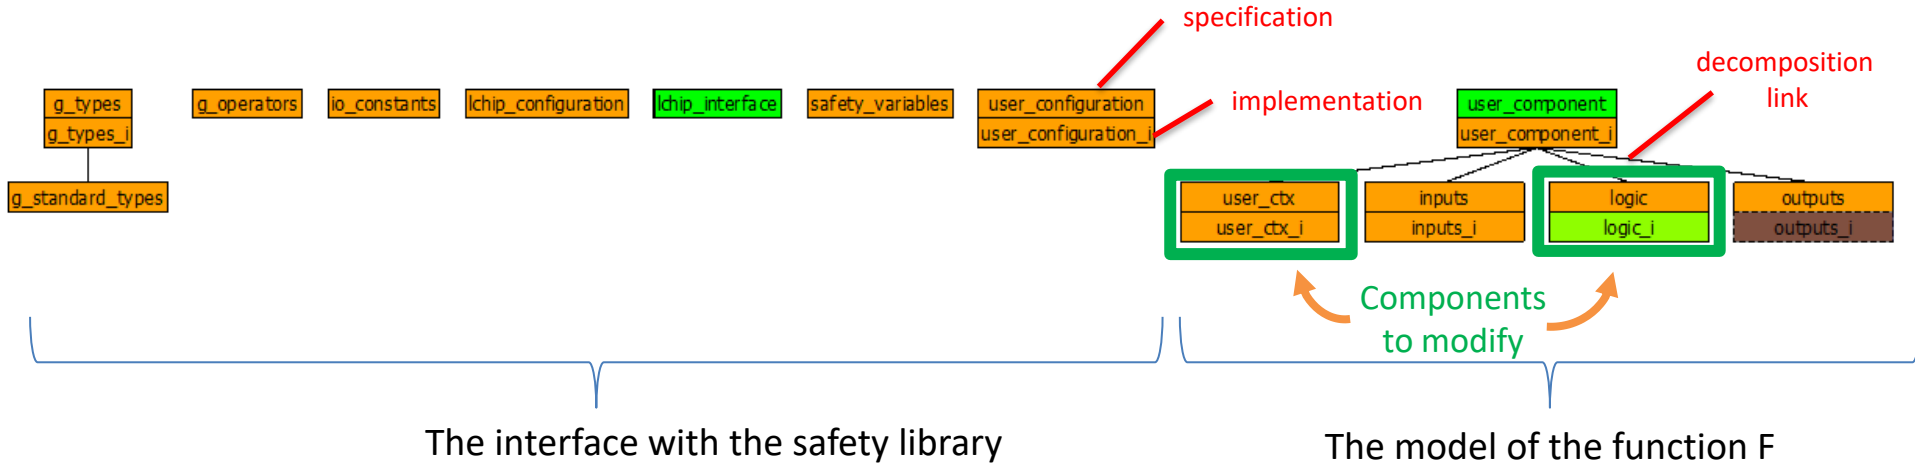 specification
decomposition
link
g_types
g_operators
io_constants
lchip_configuration
lchip_interface
safety_variables
user_configuration
implementation
user_component
g_types_i
user_configuration_i
user_component_i
g_standard_types
user_ctx
inputs
logic
outputs
user_ctx_i
inputs_i
logic_i
outputs_i
Components
to modify
The interface with the safety library
The model of the function F